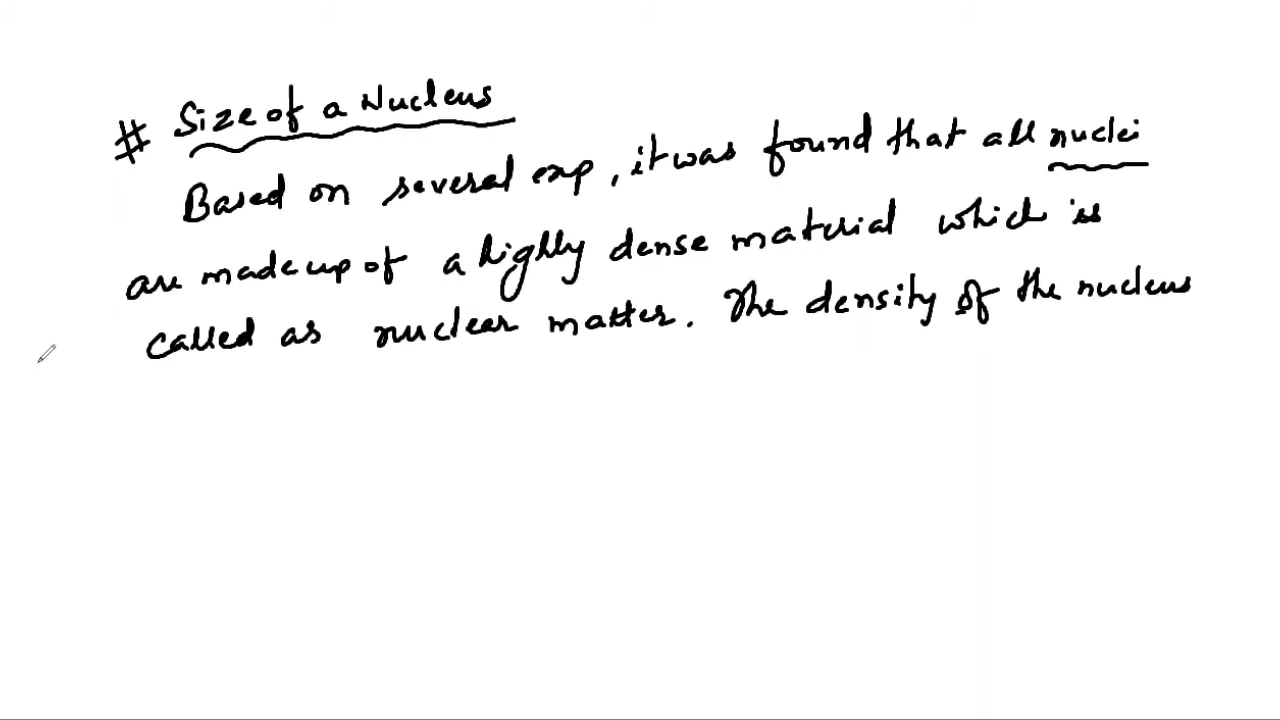 # Size of a Nucleus
Based on several exp, it was found that all nuclei
are made up of a highly dense material which is
called as nuclear matter. The density of the nucleus